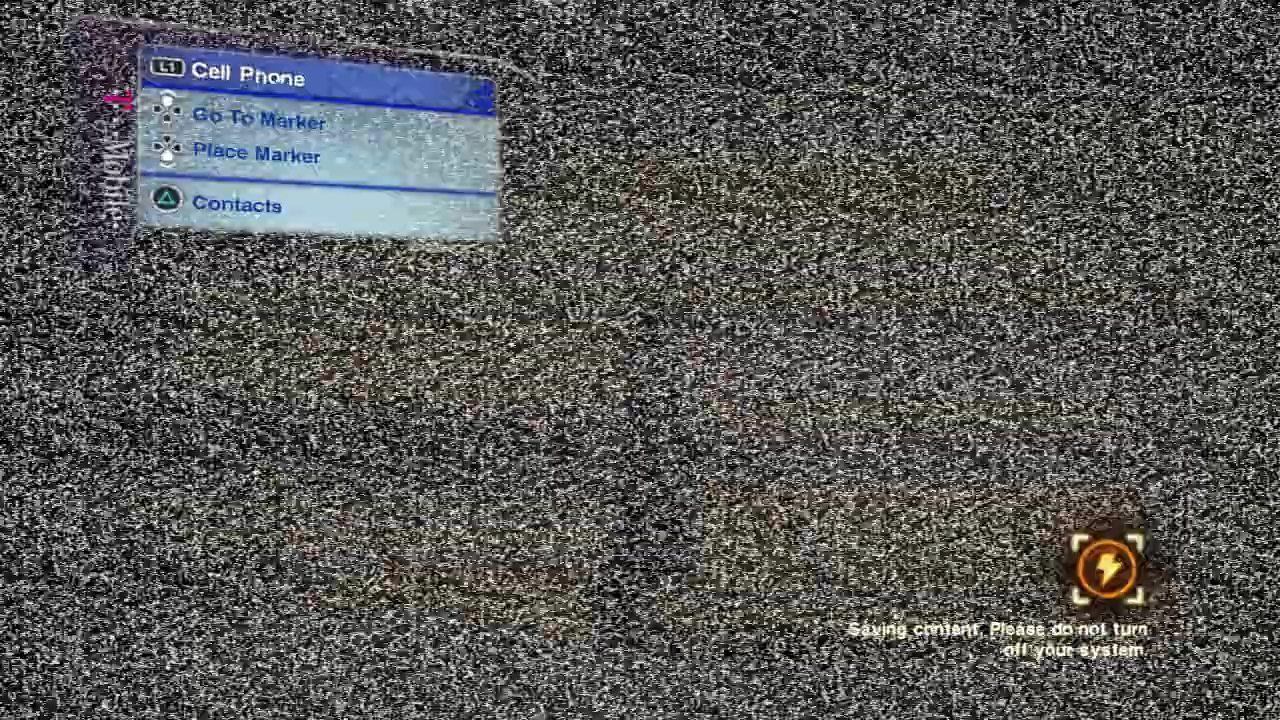 L1 Cell Phone
Go To Marker
Place Marker
Contacts
Mobile
Saving content. Please do not turn
off your system.